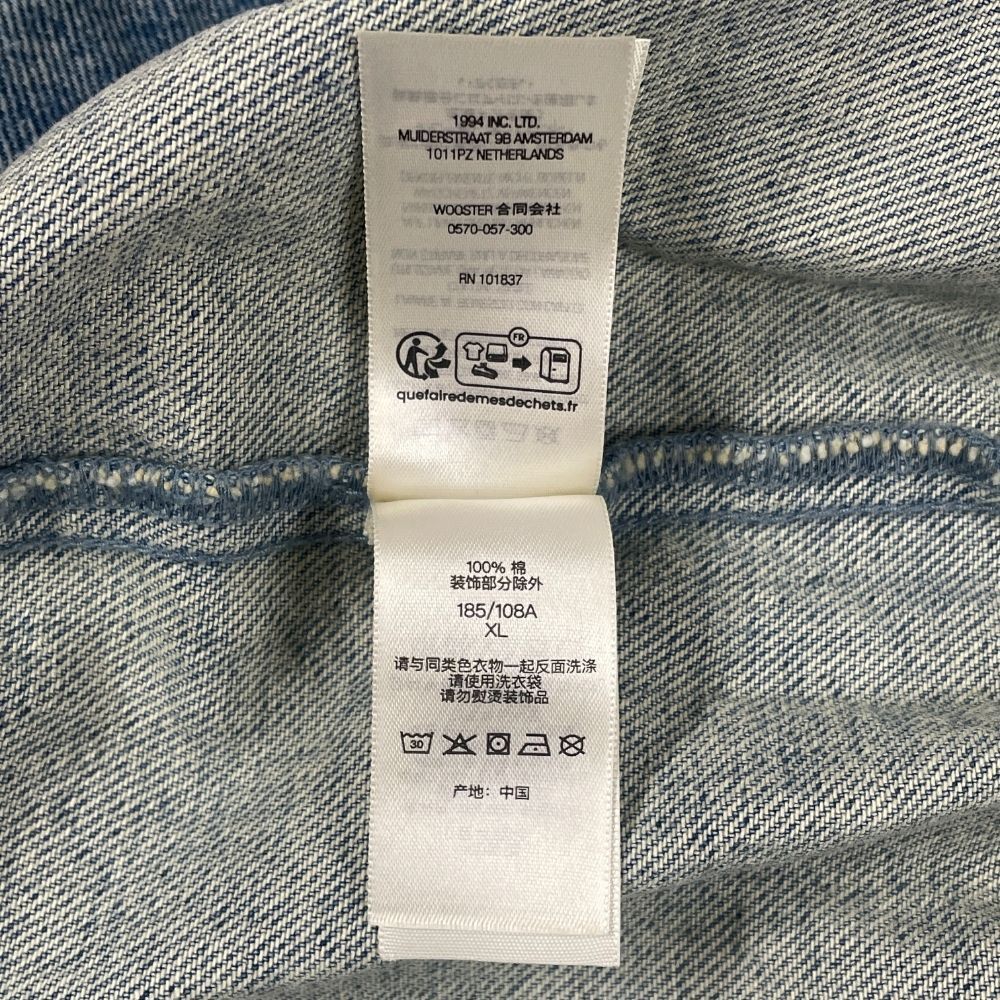 1994 INC. LTD.
MUIDERSTRAAT 9B AMSTERDAM
1011PZ NETHERLANDS
WOOSTER 合同会社
0570-057-300
RN 101837
FR
quefairedemesdechets.fr
100% 棉
装饰部分除外
185/108A
XL
请与同类色衣物一起反面洗涤
请使用洗衣袋
请勿熨烫装饰品
30
产地：中国